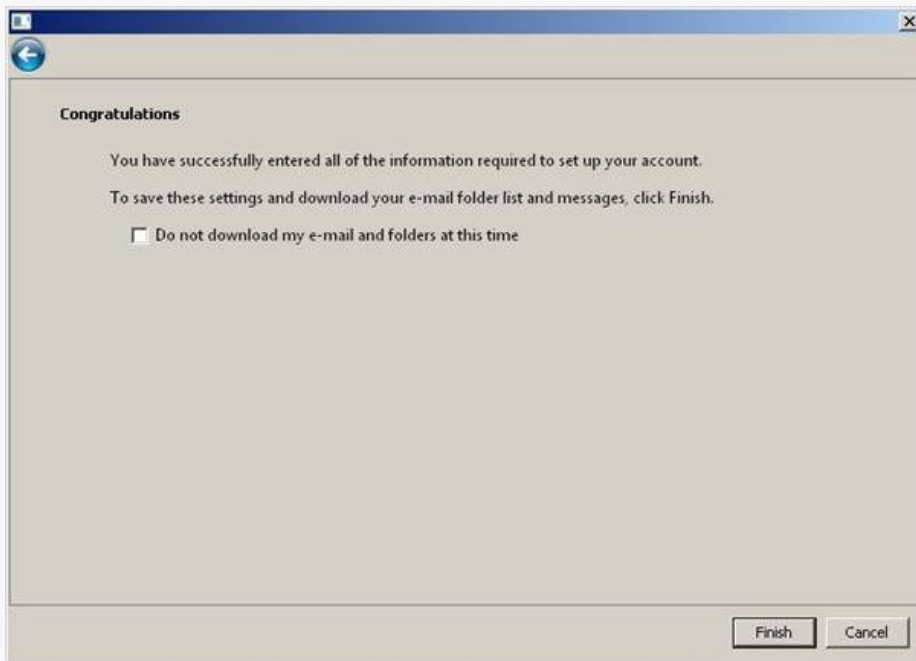 Congratulations
You have successfully entered all of the information required to set up your account.
To save these settings and download your e-mail folder list and messages, click Finish.
Do not download my e-mail and folders at this time
Finish
Cancel